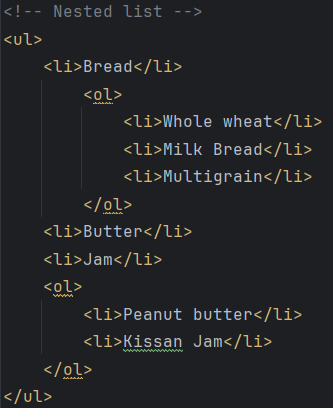 <!-- Nested list -->
<ul>
    <li>Bread</li>
        <ol>
            <li>Whole wheat</li>
            <li>Milk Bread</li>
            <li>Multigrain</li>
        </ol>
    <li>Butter</li>
    <li>Jam</li>
    <ol>
        <li>Peanut butter</li>
        <li>Kissan Jam</li>
    </ol>
</ul>